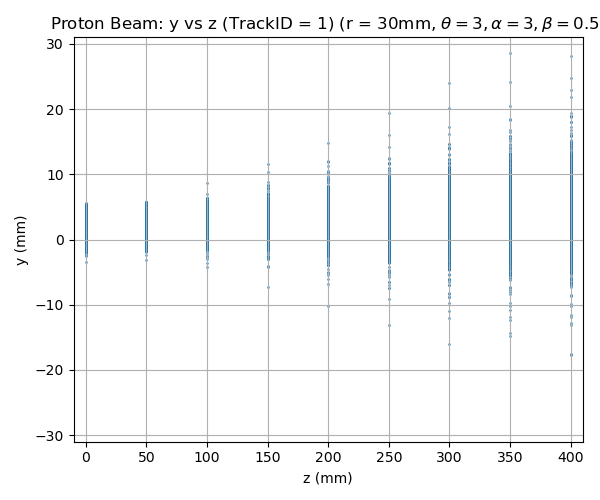 Proton Beam: y vs z (TrackID = 1) (r = 30mm, θ = 3, α = 3, β = 0.5
30
20
10
0
−10
−20
−30
y (mm)
0 50 100 150 200 250 300 350 400
z (mm)